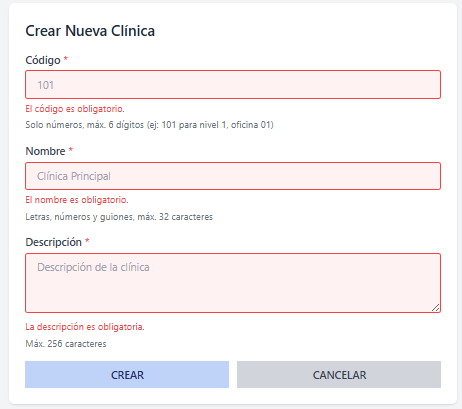 Crear Nueva Clínica
Código *
101
El código es obligatorio.
Solo números, máx. 6 dígitos (ej: 101 para nivel 1, oficina 01)
Nombre *
Clínica Principal
El nombre es obligatorio.
Letras, números y guiones, máx. 32 caracteres
Descripción *
Descripción de la clínica
La descripción es obligatoria.
Máx. 256 caracteres
CREAR CANCELAR